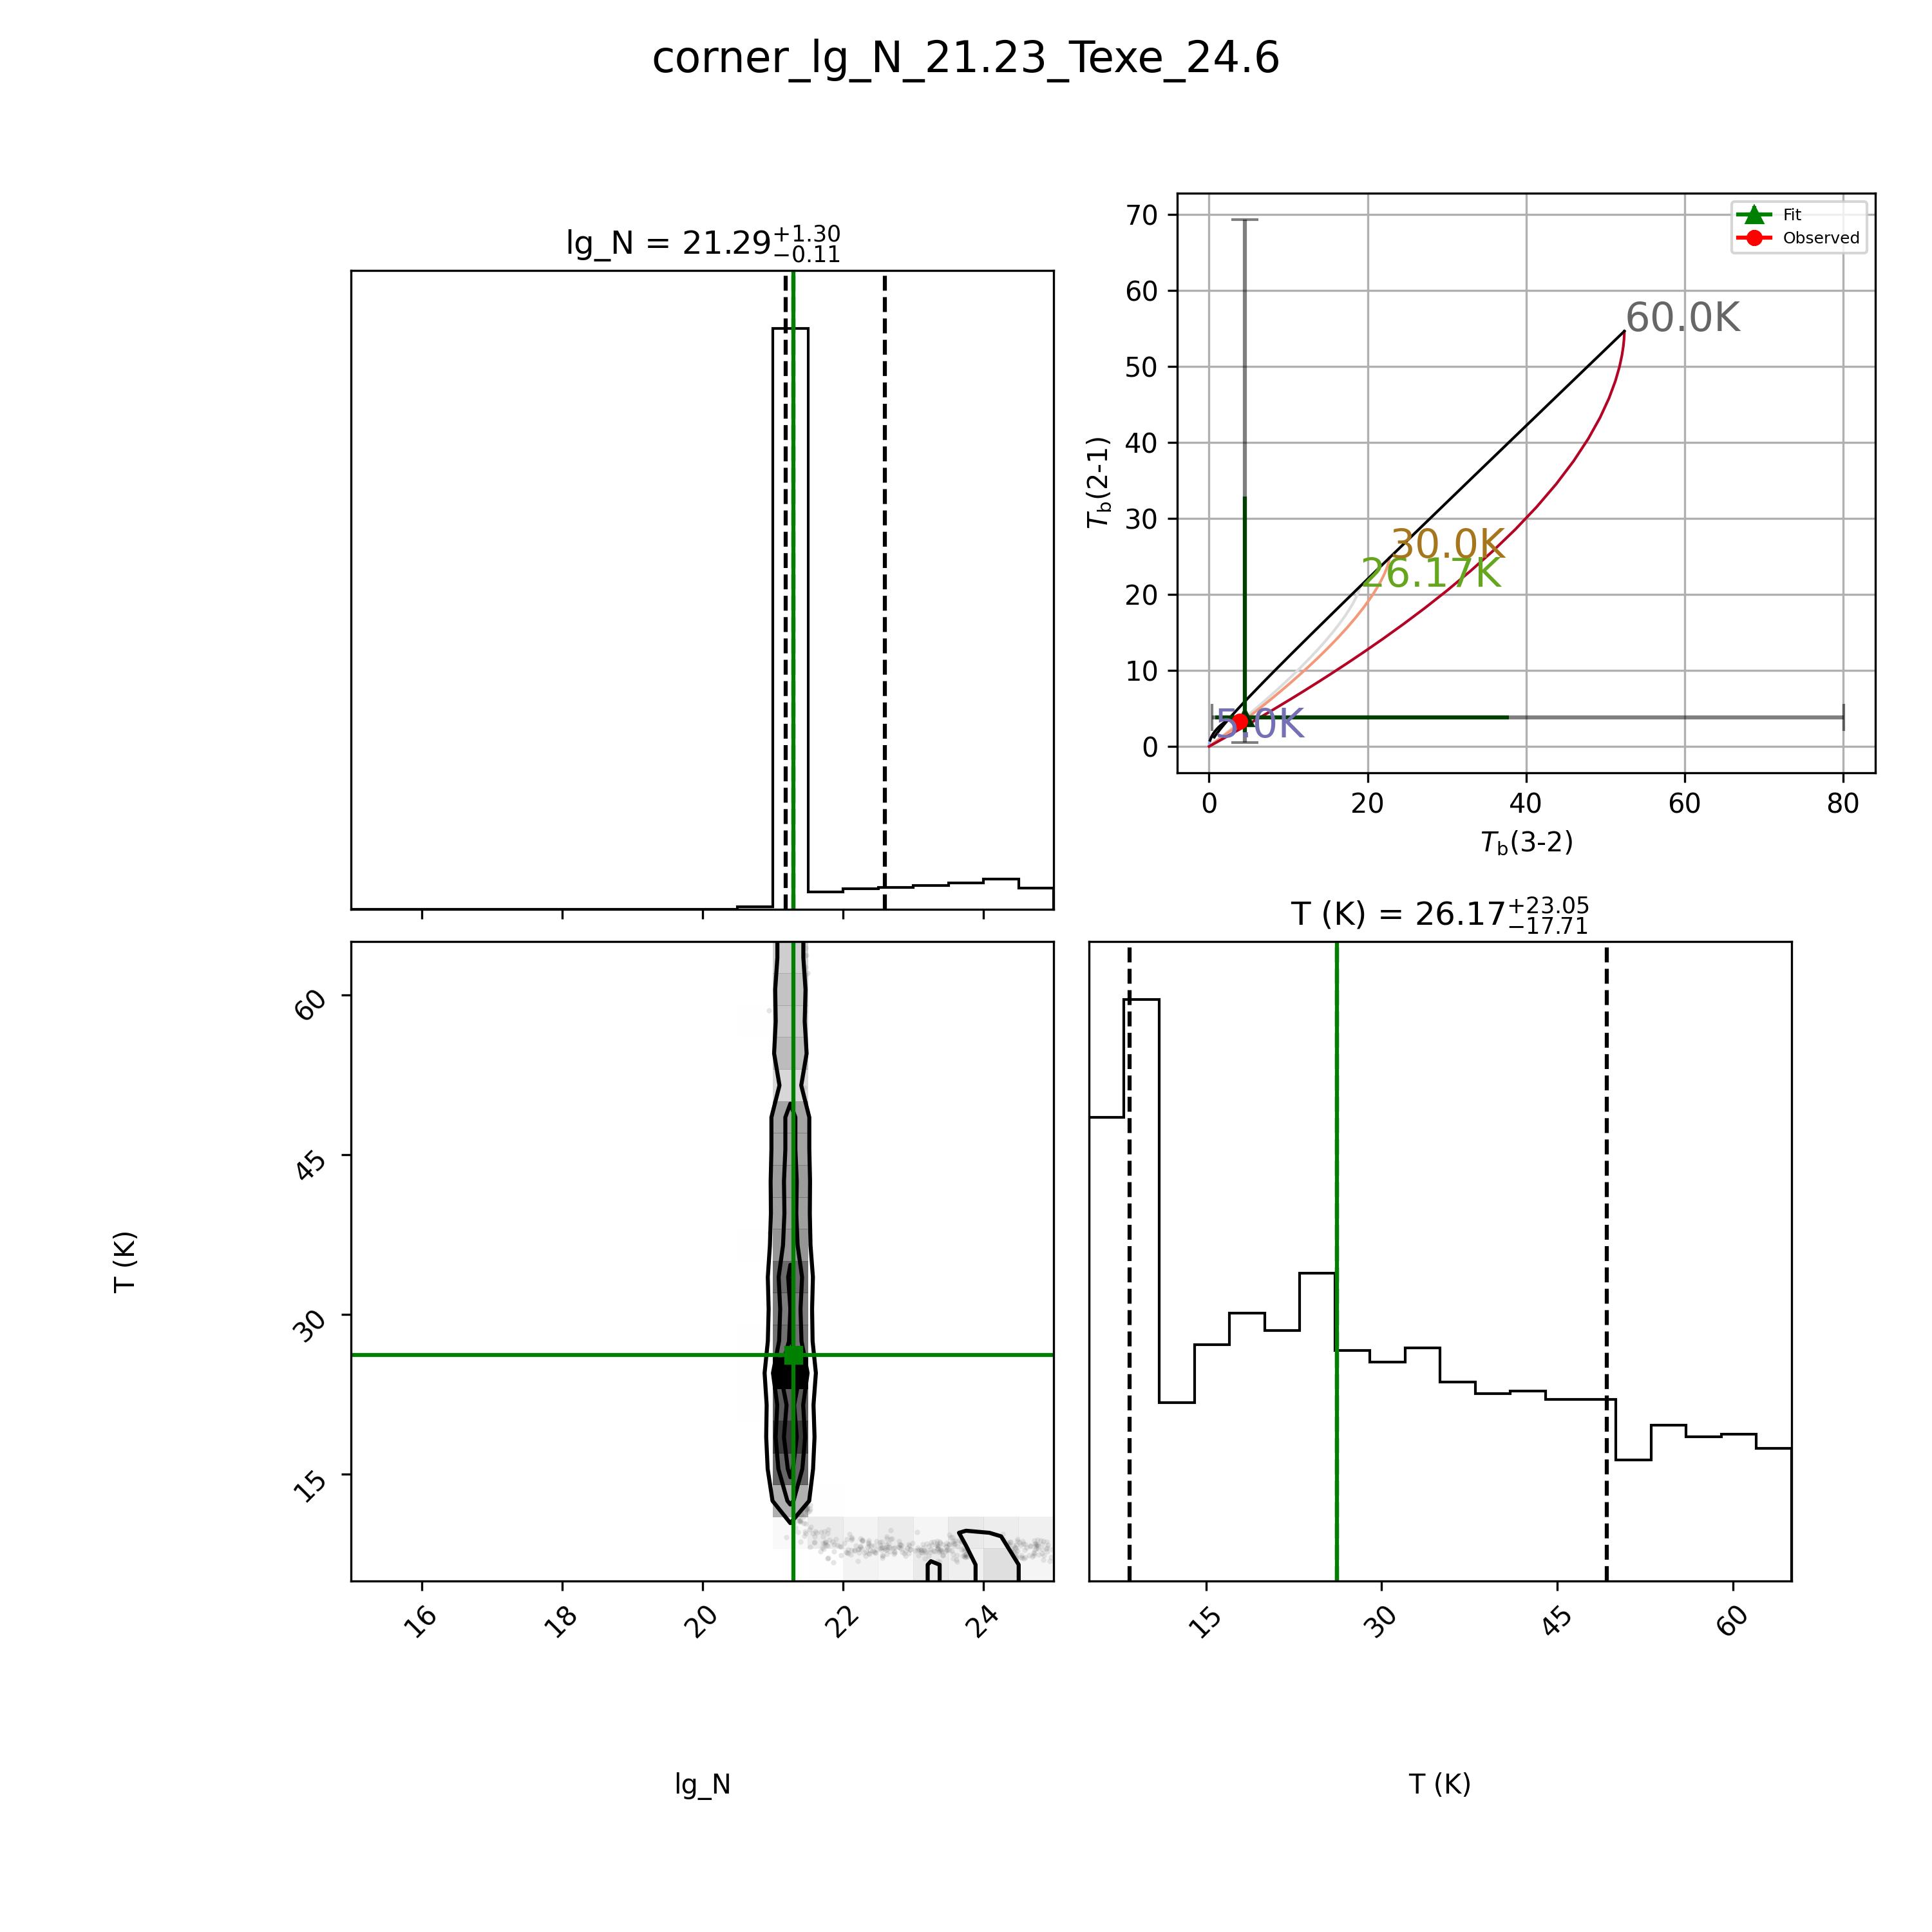 corner_lg_N_21.23_Texe_24.6
lg_N = 21.29+1.30−0.11
70
60
50
40
30
20
10
0
Tb(2-1)
Fit
Observed
60.0K
30.0K
26.17K
5.0K
0 20 40 60 80
Tb(3-2)
T (K) = 26.17+23.05−17.71
60
45
30
15
T (K)
16 18 20 22 24
lg_N
15 30 45 60
T (K)